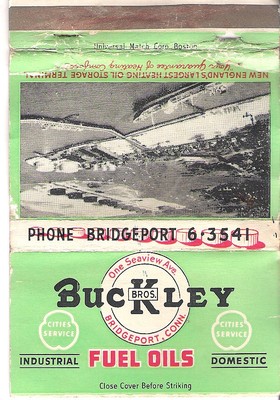 Universal Match Corp. Boston
Your Guarantee of Heating Comfort
NEW ENGLAND'S LARGEST HEATING OIL STORAGE TERMINAL
PHONE BRIDGEPORT 6-3541
One Seaview Ave.
BUCKLEY
BROS.
BRIDGEPORT, CONN.
CITIES SERVICE
CITIES SERVICE
INDUSTRIAL FUEL OILS DOMESTIC
Close Cover Before Striking